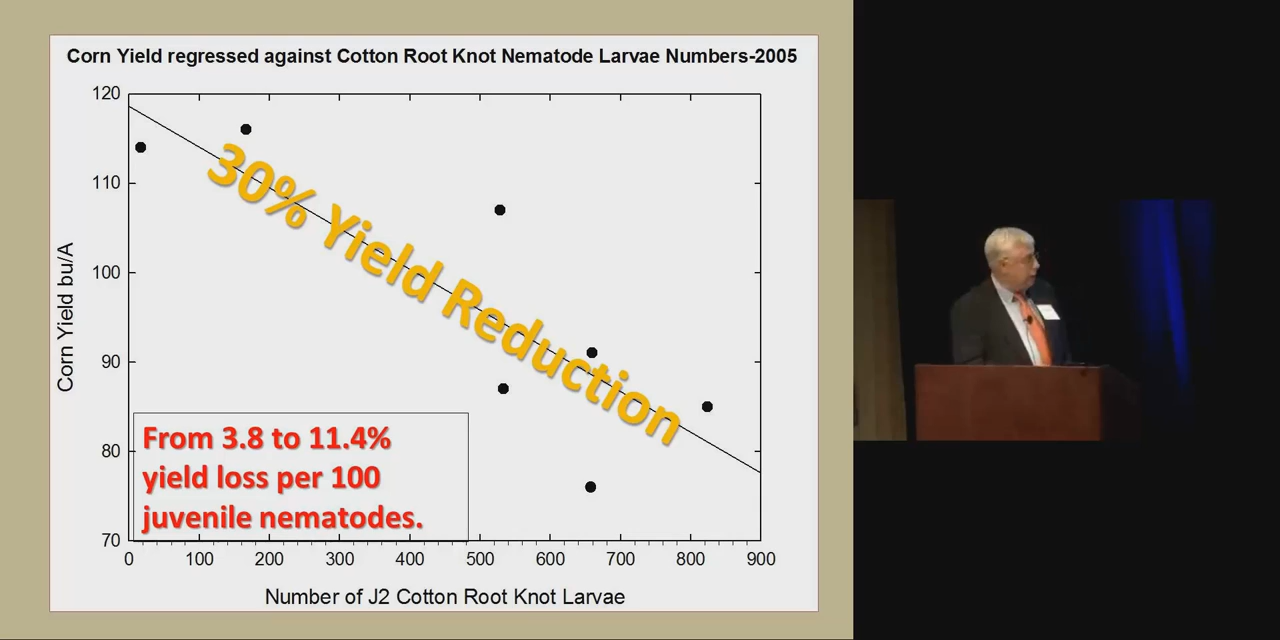 Corn Yield regressed against Cotton Root Knot Nematode Larvae Numbers-2005
120
110
100
90
80
70
Corn Yield bu/A
30% Yield Reduction
From 3.8 to 11.4%
yield loss per 100
juvenile nematodes.
0 100 200 300 400 500 600 700 800 900
Number of J2 Cotton Root Knot Larvae